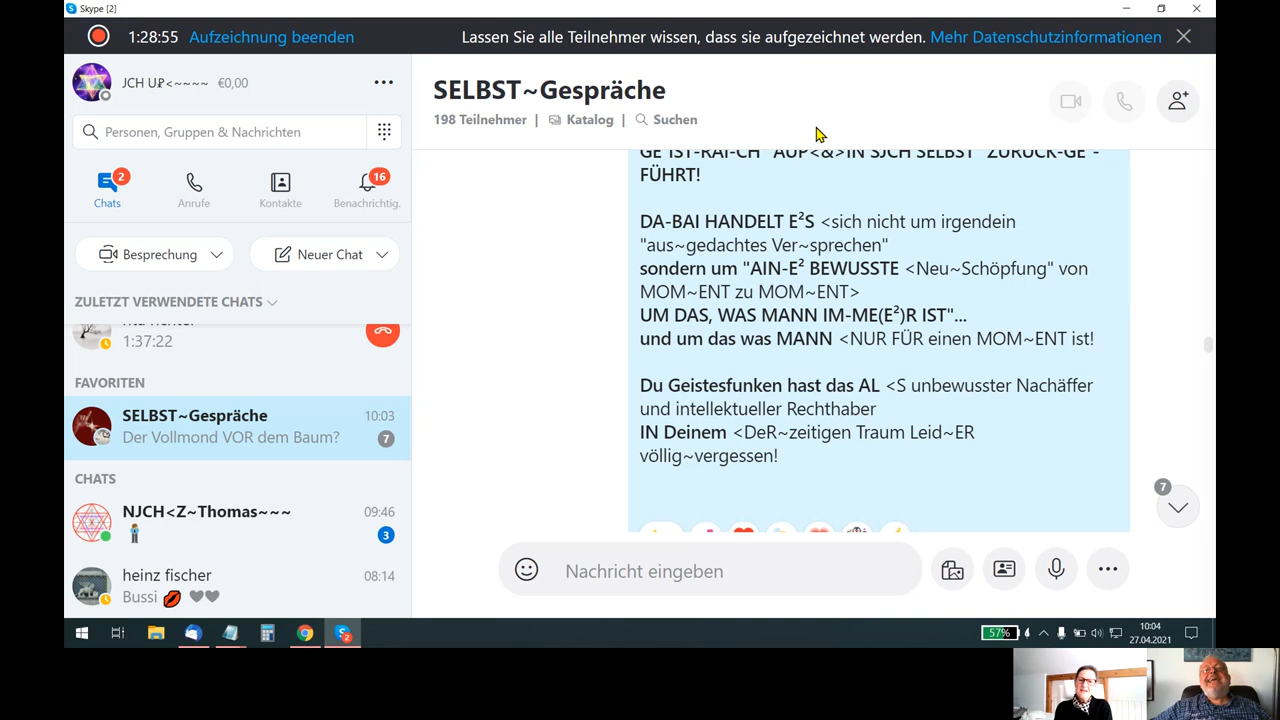 Skype [2]
1:28:55 Aufzeichnung beenden
Lassen Sie alle Teilnehmer wissen, dass sie aufgezeichnet werden. Mehr Datenschutzinformationen
JCH U₽<~~~~ €0,00
Personen, Gruppen & Nachrichten
2
16
Chats Anrufe Kontakte Benachrichtig.
Besprechung Neuer Chat
ZULETZT VERWENDETE CHATS
1:37:22
FAVORITEN
SELBST~Gespräche 10:03
Der Vollmond VOR dem Baum? 7
CHATS
NJCH<Z~Thomas~~~ 09:46
3
heinz fischer 08:14
Bussi
SELBST~Gespräche
198 Teilnehmer | Katalog | Suchen
GE IST-RAI-CH AUP<&>IN SJCH SELBST ZURÜCK-GE -
FÜHRT!
DA-BAI HANDELT E²S <sich nicht um irgendein
"aus~gedachtes Ver~sprechen"
sondern um "AIN-E² BEWUSSTE <Neu~Schöpfung" von
MOM~ENT zu MOM~ENT>
UM DAS, WAS MANN IM-ME(E²)R IST"...
und um das was MANN <NUR FÜR einen MOM~ENT ist!
Du Geistesfunken hast das AL <S unbewusster Nachäffer
und intellektueller Rechthaber
IN Deinem <DeR~zeitigen Traum Leid~ER
völlig~vergessen!
7
Nachricht eingeben
2
57%
10:04
27.04.2021